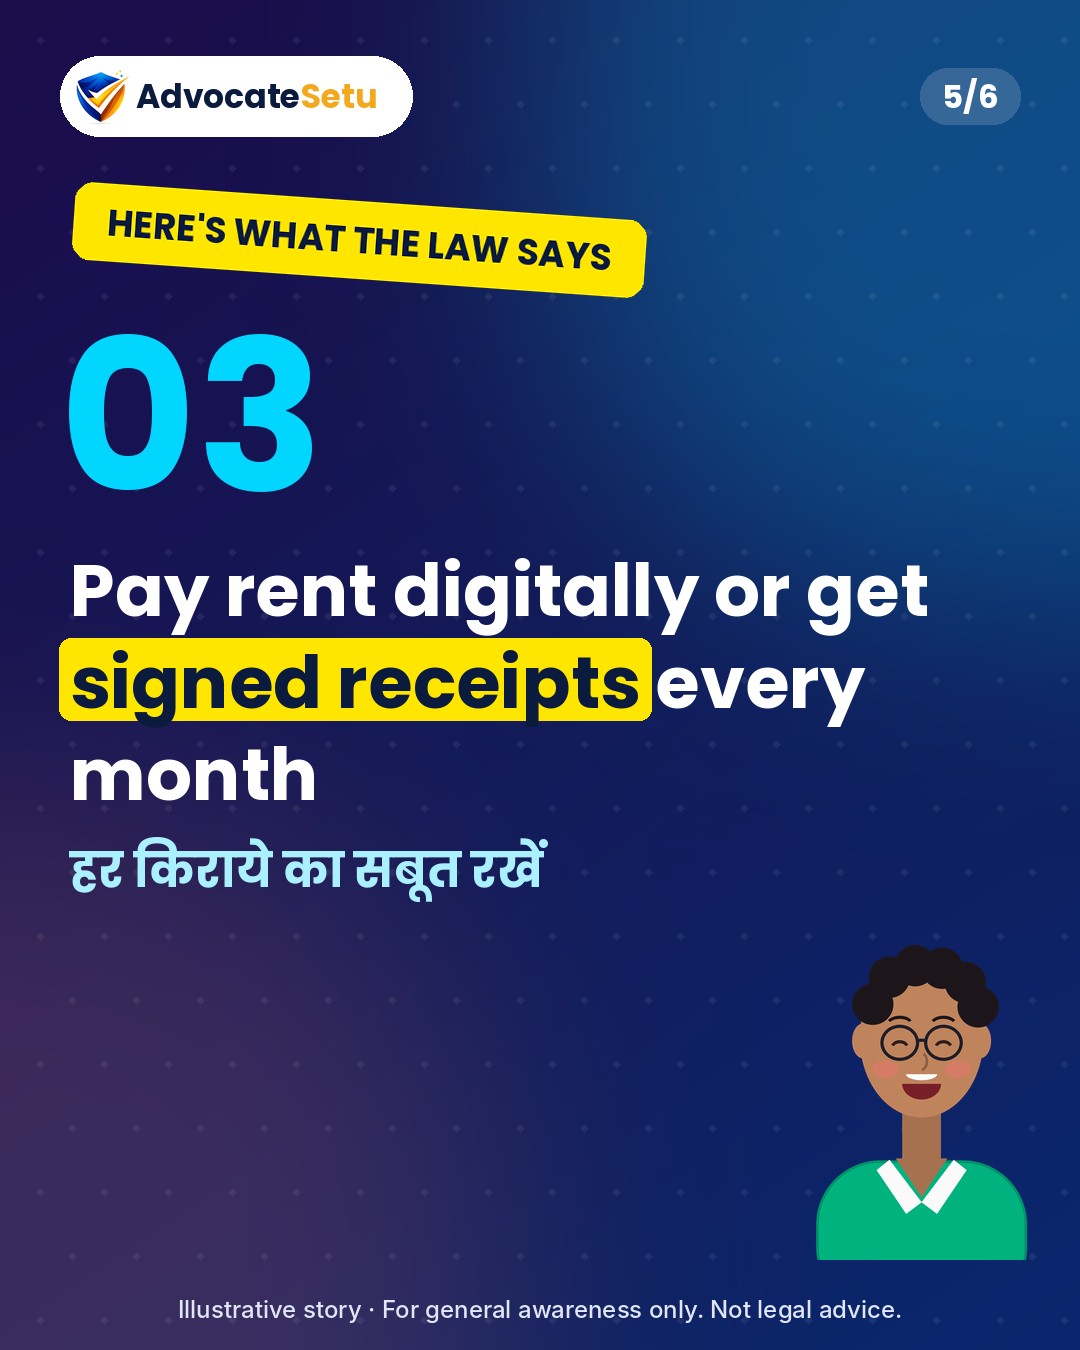 AdvocateSetu
5/6
HERE'S WHAT THE LAW SAYS
03
Pay rent digitally or get
signed receipts every
month
हर किराये का सबूत रखें
Illustrative story · For general awareness only. Not legal advice.